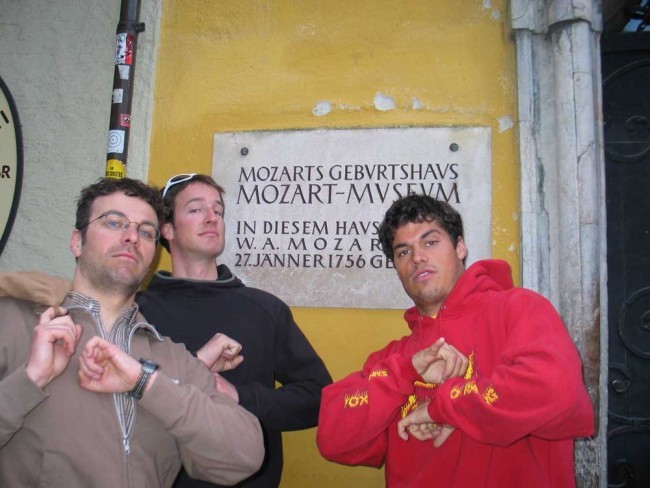 MOZARTS GEBVRTSHAVS
MOZART–MVSEVM
IN DIESEM HAVS
W. A. MOZAR
27. JÄNNER 1756 GE